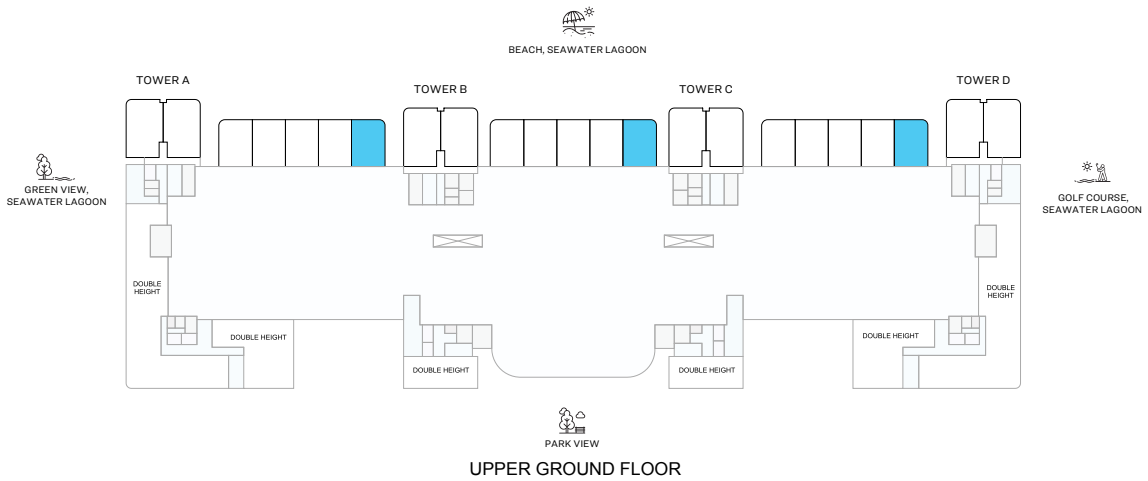 BEACH, SEAWATER LAGOON
TOWER A
TOWER B
TOWER C
TOWER D
GREEN VIEW,
SEAWATER LAGOON
GOLF COURSE,
SEAWATER LAGOON
DOUBLE
HEIGHT
DOUBLE
HEIGHT
DOUBLE HEIGHT
DOUBLE HEIGHT
DOUBLE HEIGHT
DOUBLE HEIGHT
PARK VIEW
UPPER GROUND FLOOR